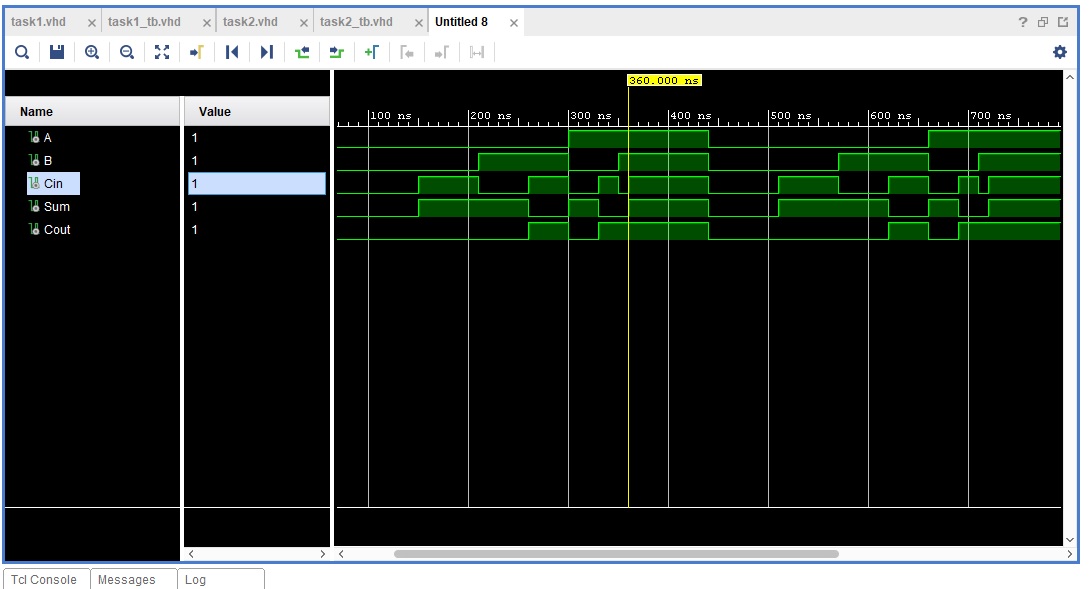 task1.vhd task1_tb.vhd task2.vhd task2_tb.vhd Untitled 8
360.000 ns
Name Value
100 ns 200 ns 300 ns 400 ns 500 ns 600 ns 700 ns
A 1
B 1
Cin 1
Sum 1
Cout 1
Tcl Console Messages Log